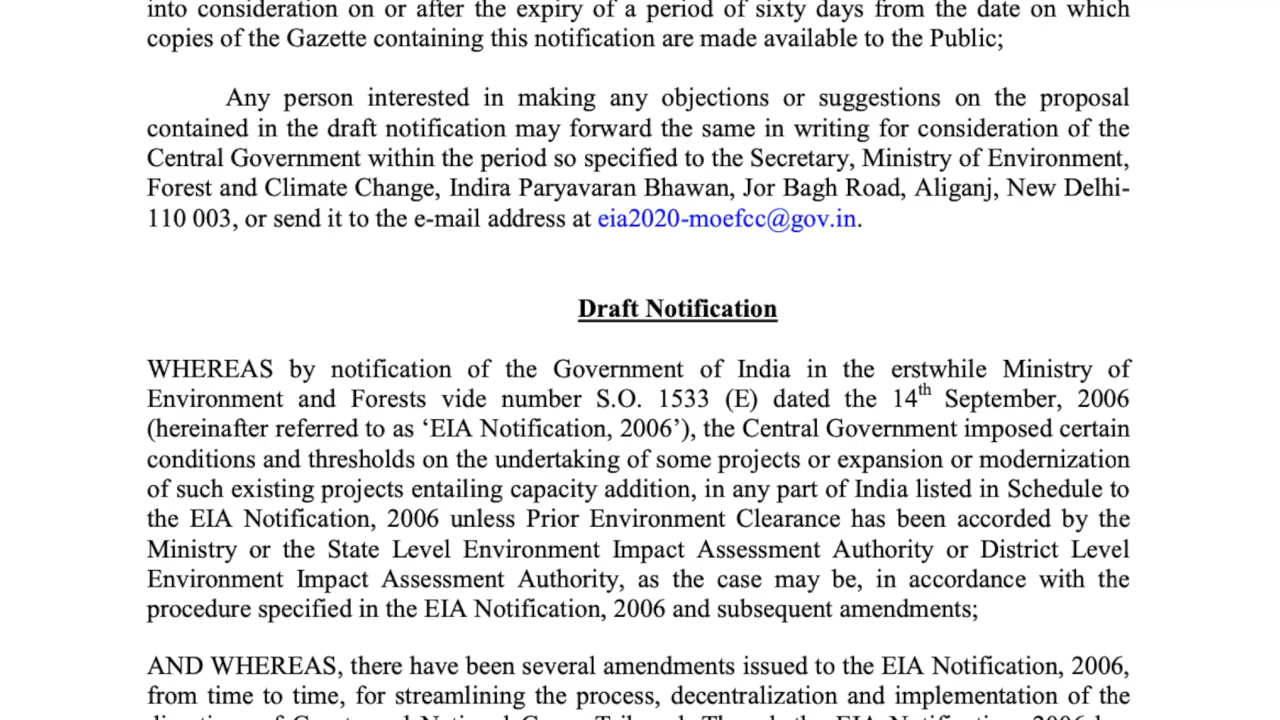 into consideration on or after the expiry of a period of sixty days from the date on which
copies of the Gazette containing this notification are made available to the Public;
Any person interested in making any objections or suggestions on the proposal
contained in the draft notification may forward the same in writing for consideration of the
Central Government within the period so specified to the Secretary, Ministry of Environment,
Forest and Climate Change, Indira Paryavaran Bhawan, Jor Bagh Road, Aliganj, New Delhi-
110 003, or send it to the e-mail address at eia2020-moefcc@gov.in.
Draft Notification
WHEREAS by notification of the Government of India in the erstwhile Ministry of
Environment and Forests vide number S.O. 1533 (E) dated the 14th September, 2006
(hereinafter referred to as ‘EIA Notification, 2006’), the Central Government imposed certain
conditions and thresholds on the undertaking of some projects or expansion or modernization
of such existing projects entailing capacity addition, in any part of India listed in Schedule to
the EIA Notification, 2006 unless Prior Environment Clearance has been accorded by the
Ministry or the State Level Environment Impact Assessment Authority or District Level
Environment Impact Assessment Authority, as the case may be, in accordance with the
procedure specified in the EIA Notification, 2006 and subsequent amendments;
AND WHEREAS, there have been several amendments issued to the EIA Notification, 2006,
from time to time, for streamlining the process, decentralization and implementation of the